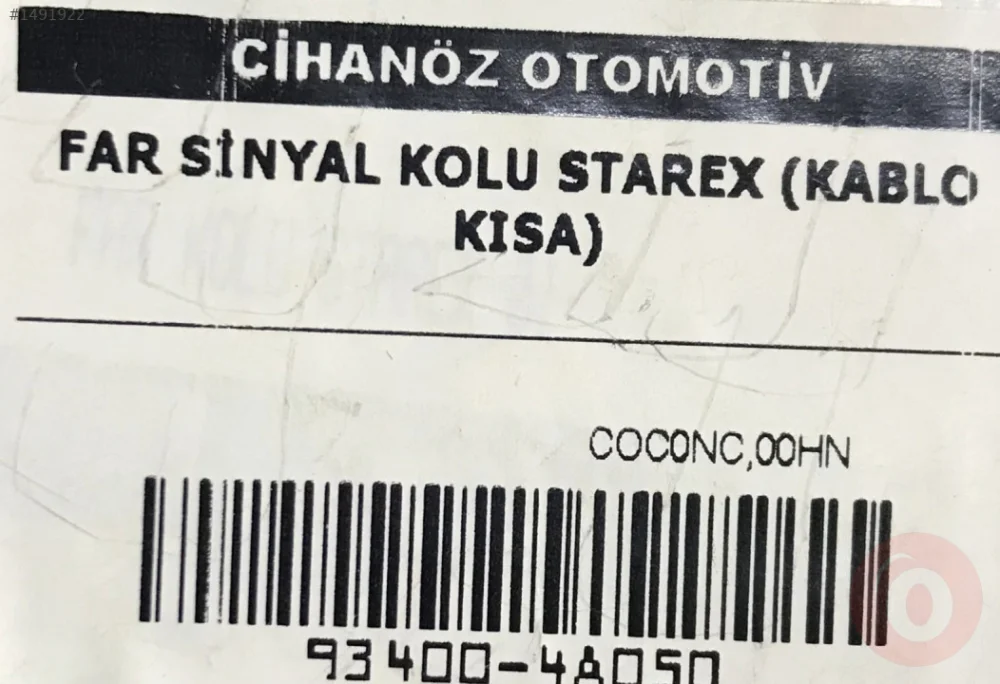 #1491922
CİHANÖZ OTOMOTİV
FAR SİNYAL KOLU STAREX (KABLO
KISA)
COC0NC,00HN
93400-4A050